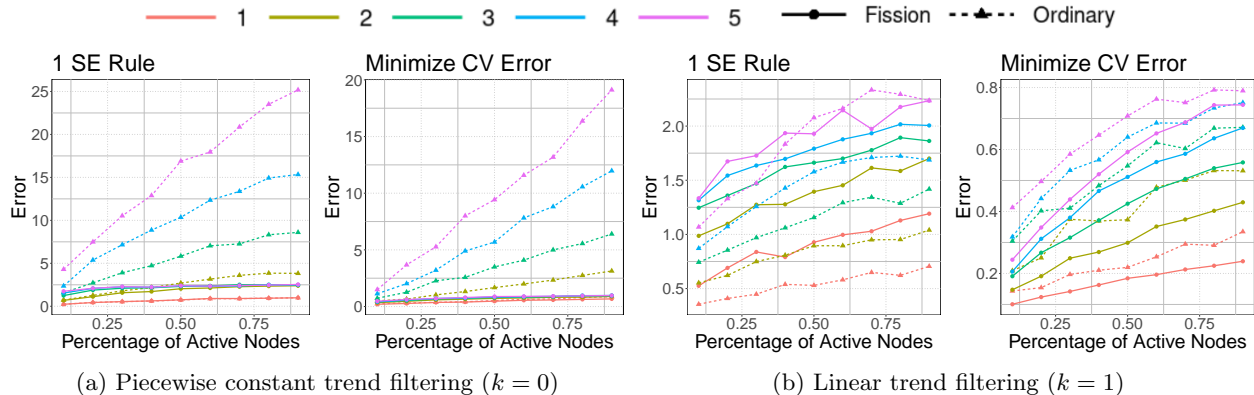 1 2 3 4 5 Fission Ordinary
1 SE Rule
Error
25
20
15
10
5
0
0.25 0.50 0.75
Percentage of Active Nodes
Minimize CV Error
Error
20
15
10
5
0
0.25 0.50 0.75
Percentage of Active Nodes
(a) Piecewise constant trend filtering (k = 0)
1 SE Rule
Error
2.0
1.5
1.0
0.5
0.25 0.50 0.75
Percentage of Active Nodes
Minimize CV Error
Error
0.8
0.6
0.4
0.2
0.25 0.50 0.75
Percentage of Active Nodes
(b) Linear trend filtering (k = 1)